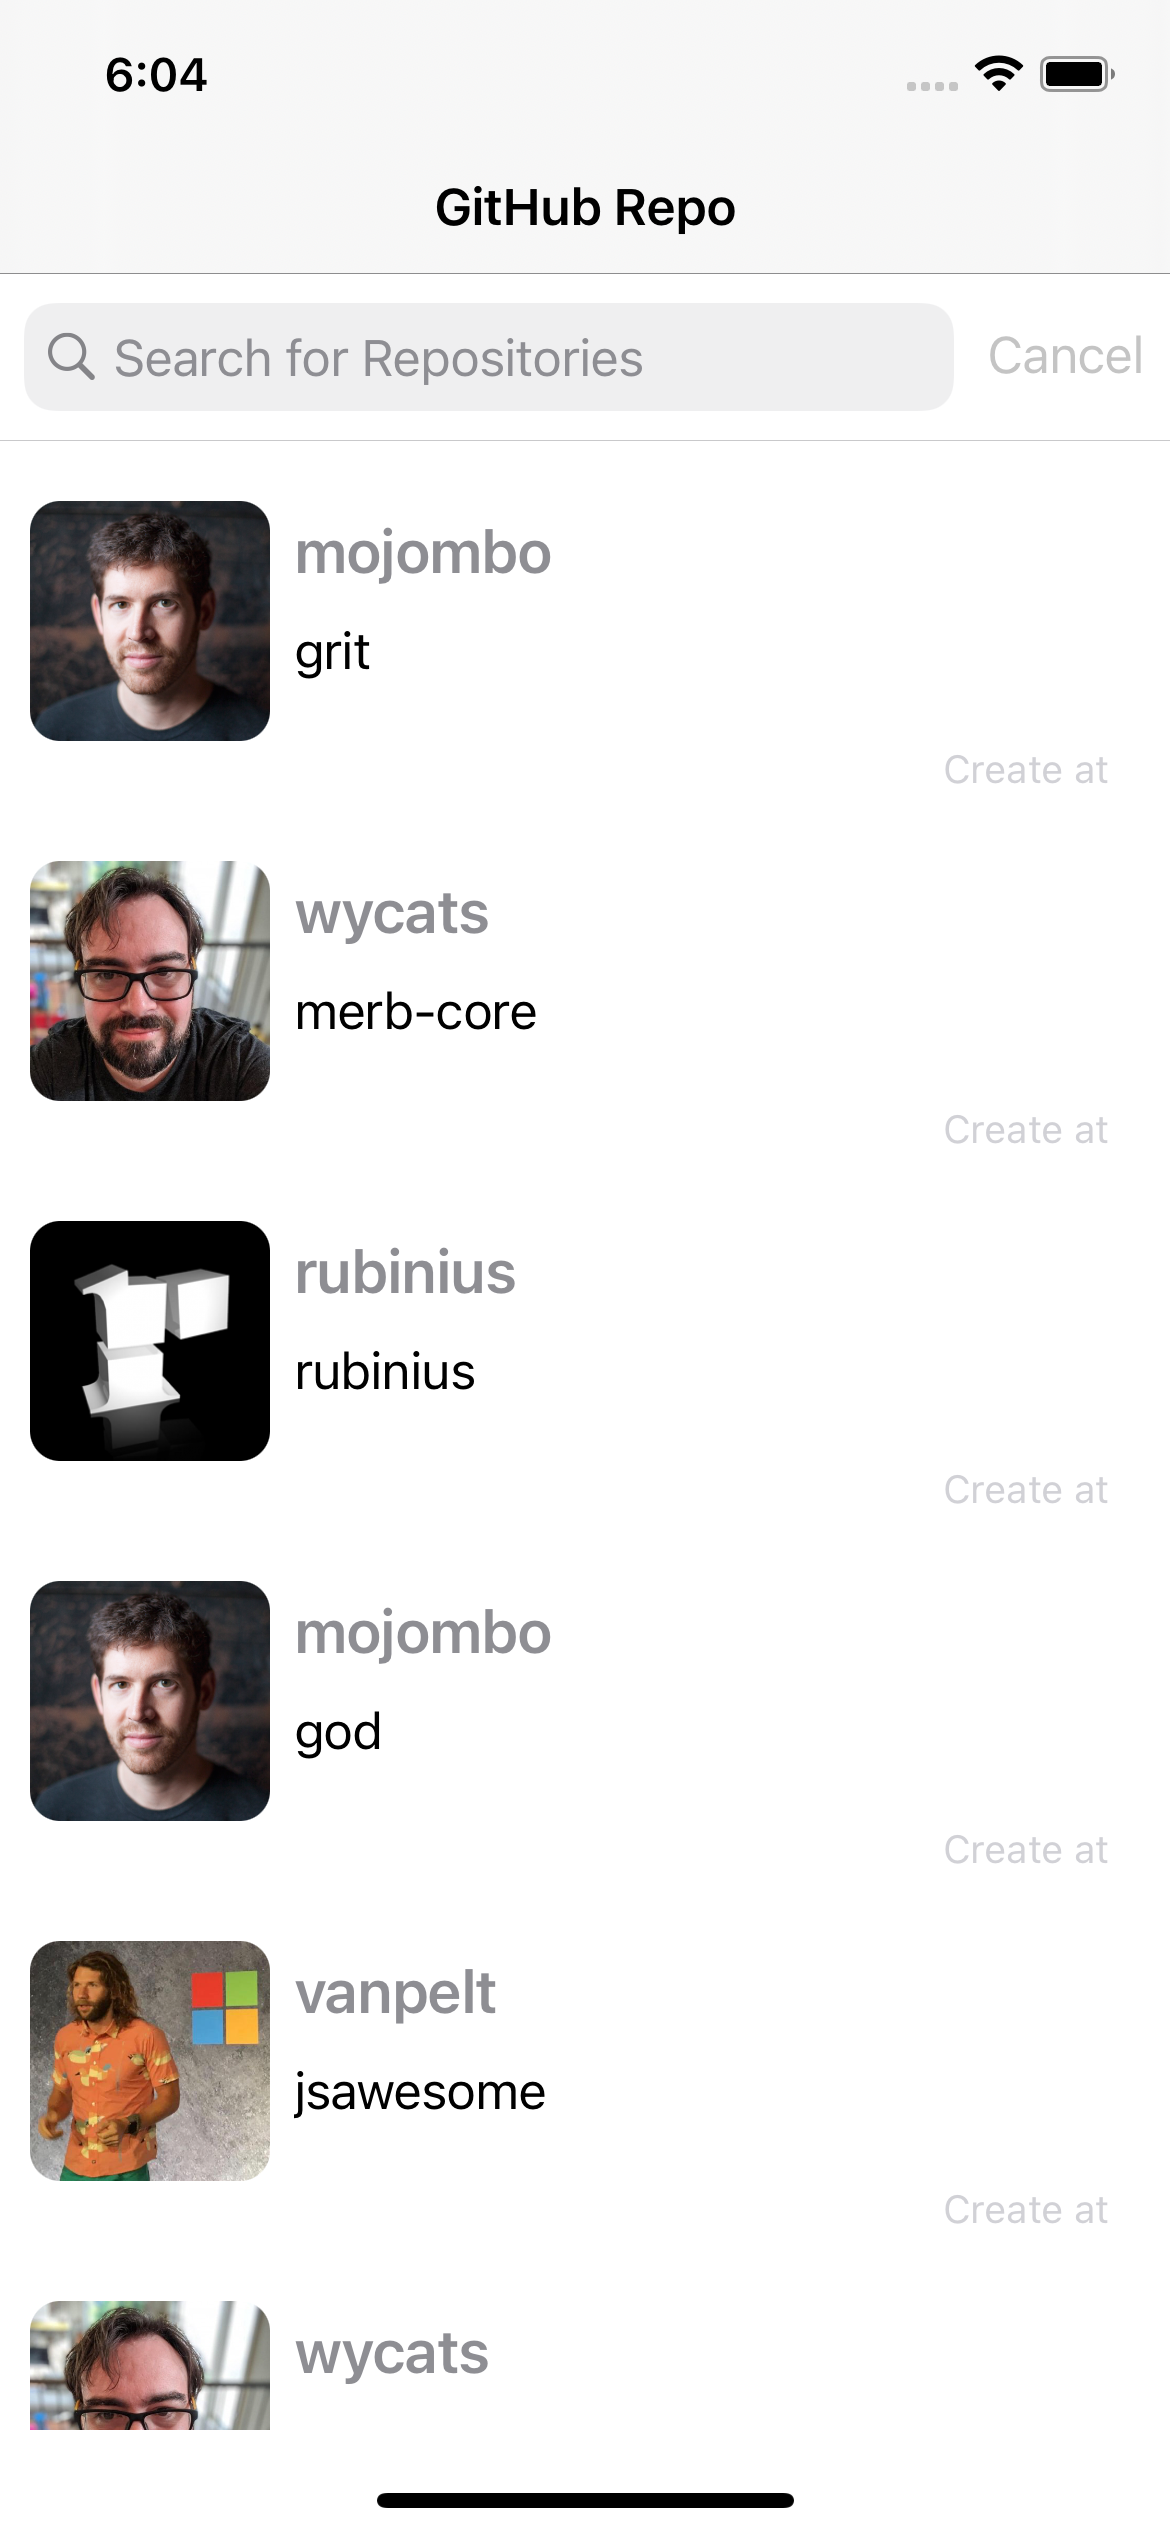 6:04
GitHub Repo
Search for Repositories
Cancel
mojombo
grit
Create at
wycats
merb-core
Create at
rubinius
rubinius
Create at
mojombo
god
Create at
vanpelt
jsawesome
Create at
wycats